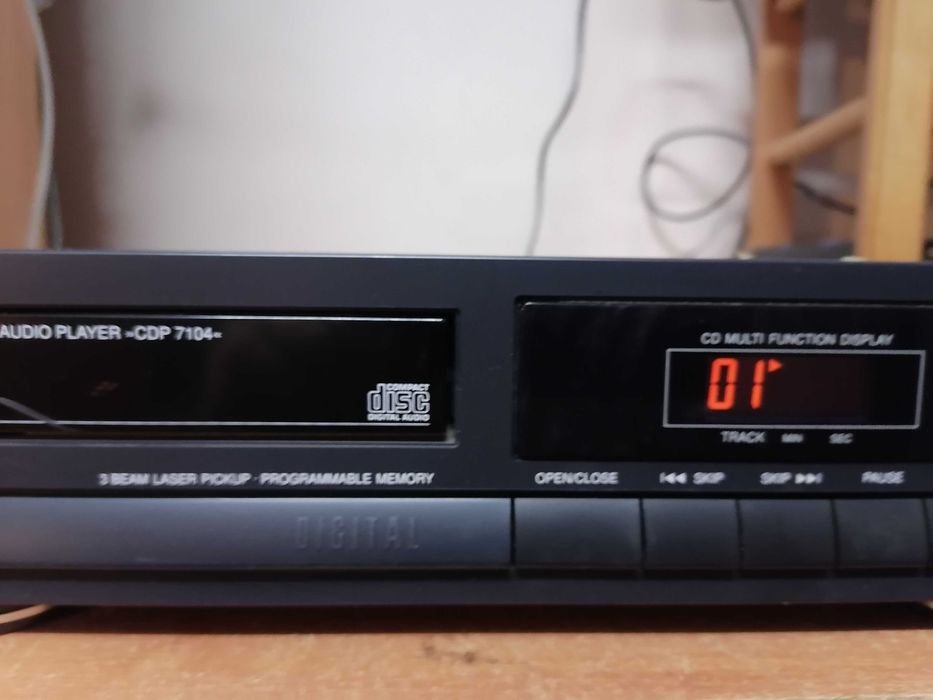 AUDIO PLAYER »CDP 7104«
COMPACT
disc
DIGITAL AUDIO
3 BEAM LASER PICKUP · PROGRAMMABLE MEMORY
DIGITAL
CD MULTI FUNCTION DISPLAY
01
TRACK MIN SEC
OPEN/CLOSE I◄◄ SKIP SKIP ►►I PAUSE